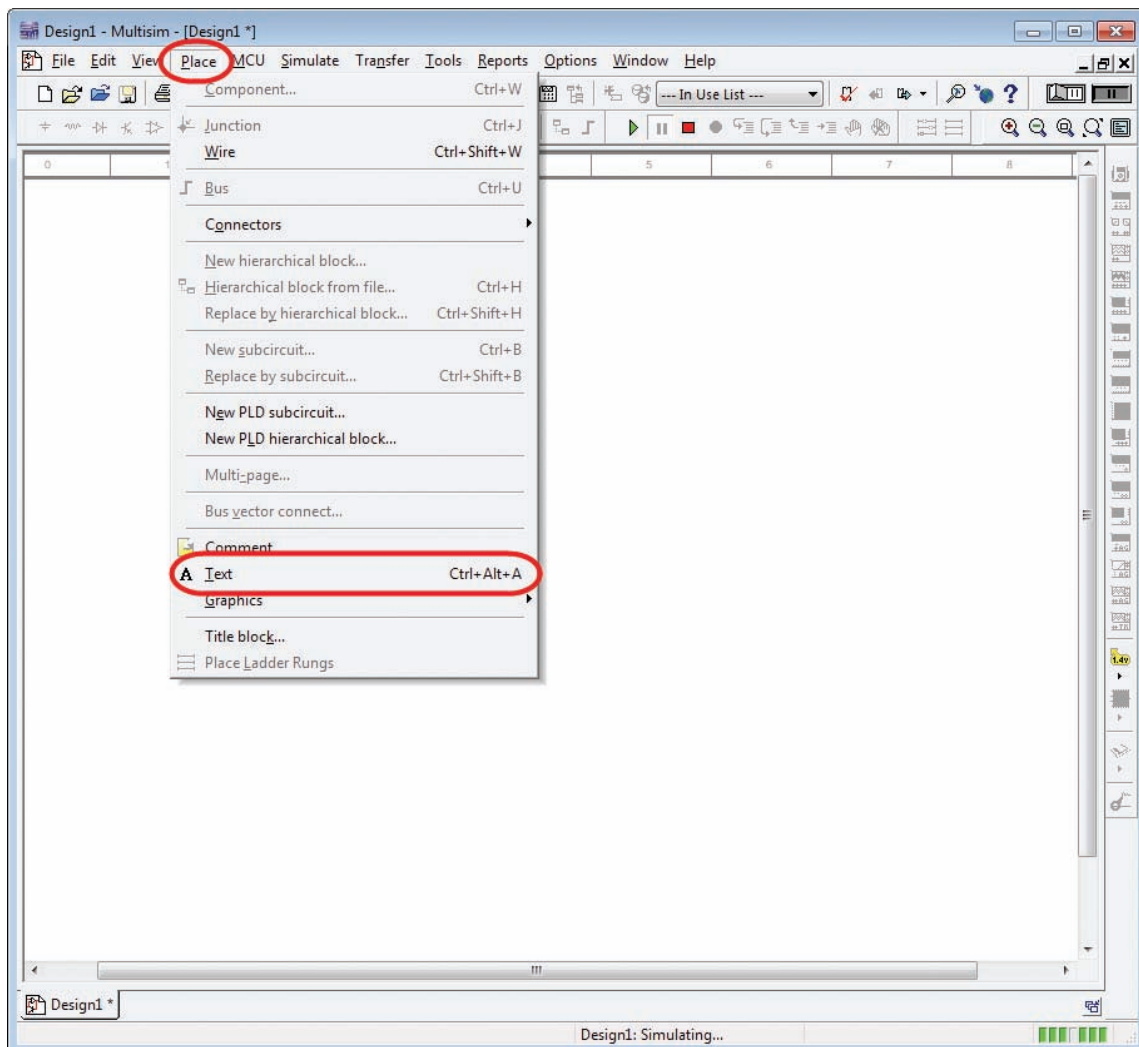 Design1 - Multisim - [Design1 *]
File Edit View Place MCU Simulate Transfer Tools Reports Options Window Help
Component... Ctrl+W
--- In Use List ---
Junction Ctrl+J
Wire Ctrl+Shift+W
0 1 5 6 7 8
Bus Ctrl+U
Connectors
New hierarchical block...
Hierarchical block from file... Ctrl+H
Replace by hierarchical block... Ctrl+Shift+H
New subcircuit... Ctrl+B
Replace by subcircuit... Ctrl+Shift+B
New PLD subcircuit...
New PLD hierarchical block...
Multi-page...
Bus vector connect...
Comment
A Text Ctrl+Alt+A
Graphics
Title block...
Place Ladder Rungs
1.4v
Design1 *
Design1: Simulating...